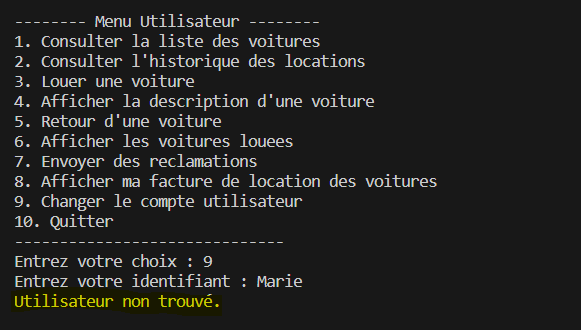 -------- Menu Utilisateur --------
1. Consulter la liste des voitures
2. Consulter l'historique des locations
3. Louer une voiture
4. Afficher la description d'une voiture
5. Retour d'une voiture
6. Afficher les voitures louees
7. Envoyer des reclamations
8. Afficher ma facture de location des voitures
9. Changer le compte utilisateur
10. Quitter
------------------------------
Entrez votre choix : 9
Entrez votre identifiant : Marie
Utilisateur non trouvé.